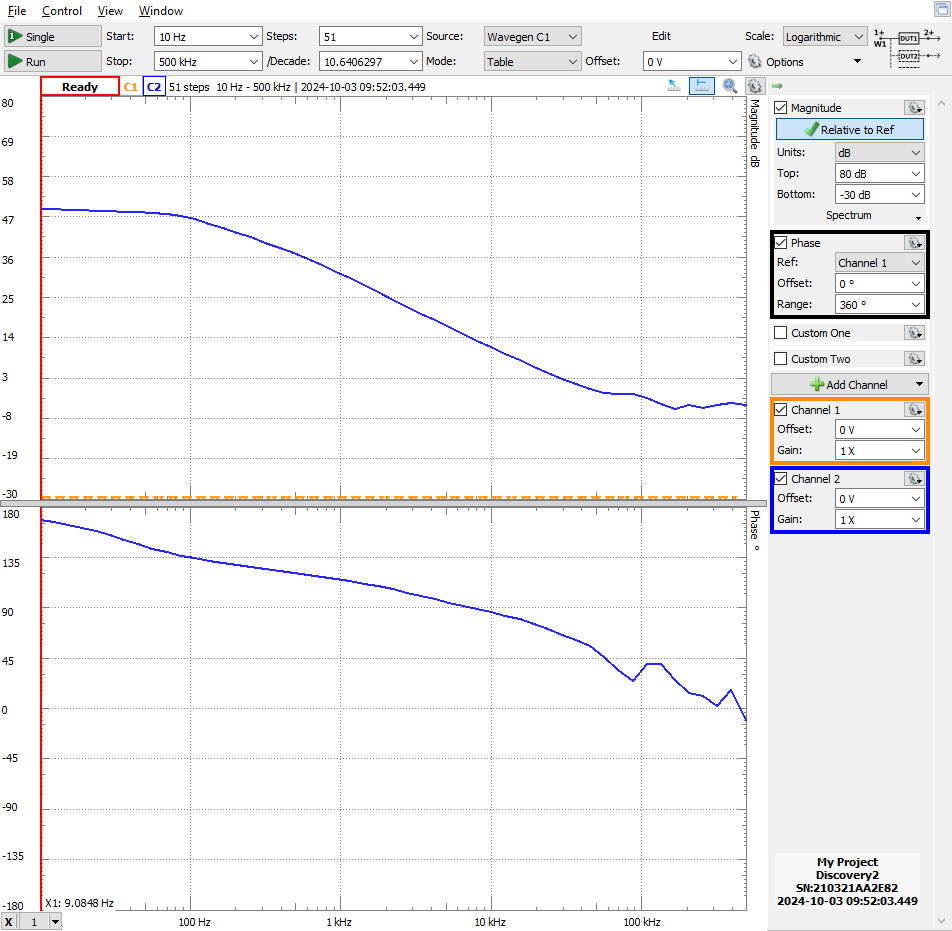 File Control View Window
Single Start: 10 Hz Steps: 51 Source: Wavegen C1 Edit Scale: Logarithmic 1+ W1 DUT1 2+
Run Stop: 500 kHz /Decade: 10.6406297 Mode: Table Offset: 0 V Options DUT2
Ready C1 C2 51 steps 10 Hz - 500 kHz | 2024-10-03 09:52:03.449
80
69
58
47
36
25
14
3
-8
-19
-30
Magnitude dB
180
135
90
45
0
-45
-90
-135
-180
Phase °
X1: 9.0848 Hz
X 1 100 Hz 1 kHz 10 kHz 100 kHz
Magnitude
Relative to Ref
Units: dB
Top: 80 dB
Bottom: -30 dB
Spectrum
Phase
Ref: Channel 1
Offset: 0 °
Range: 360 °
Custom One
Custom Two
Add Channel
Channel 1
Offset: 0 V
Gain: 1 X
Channel 2
Offset: 0 V
Gain: 1 X
My Project
Discovery2
SN:210321AA2E82
2024-10-03 09:52:03.449